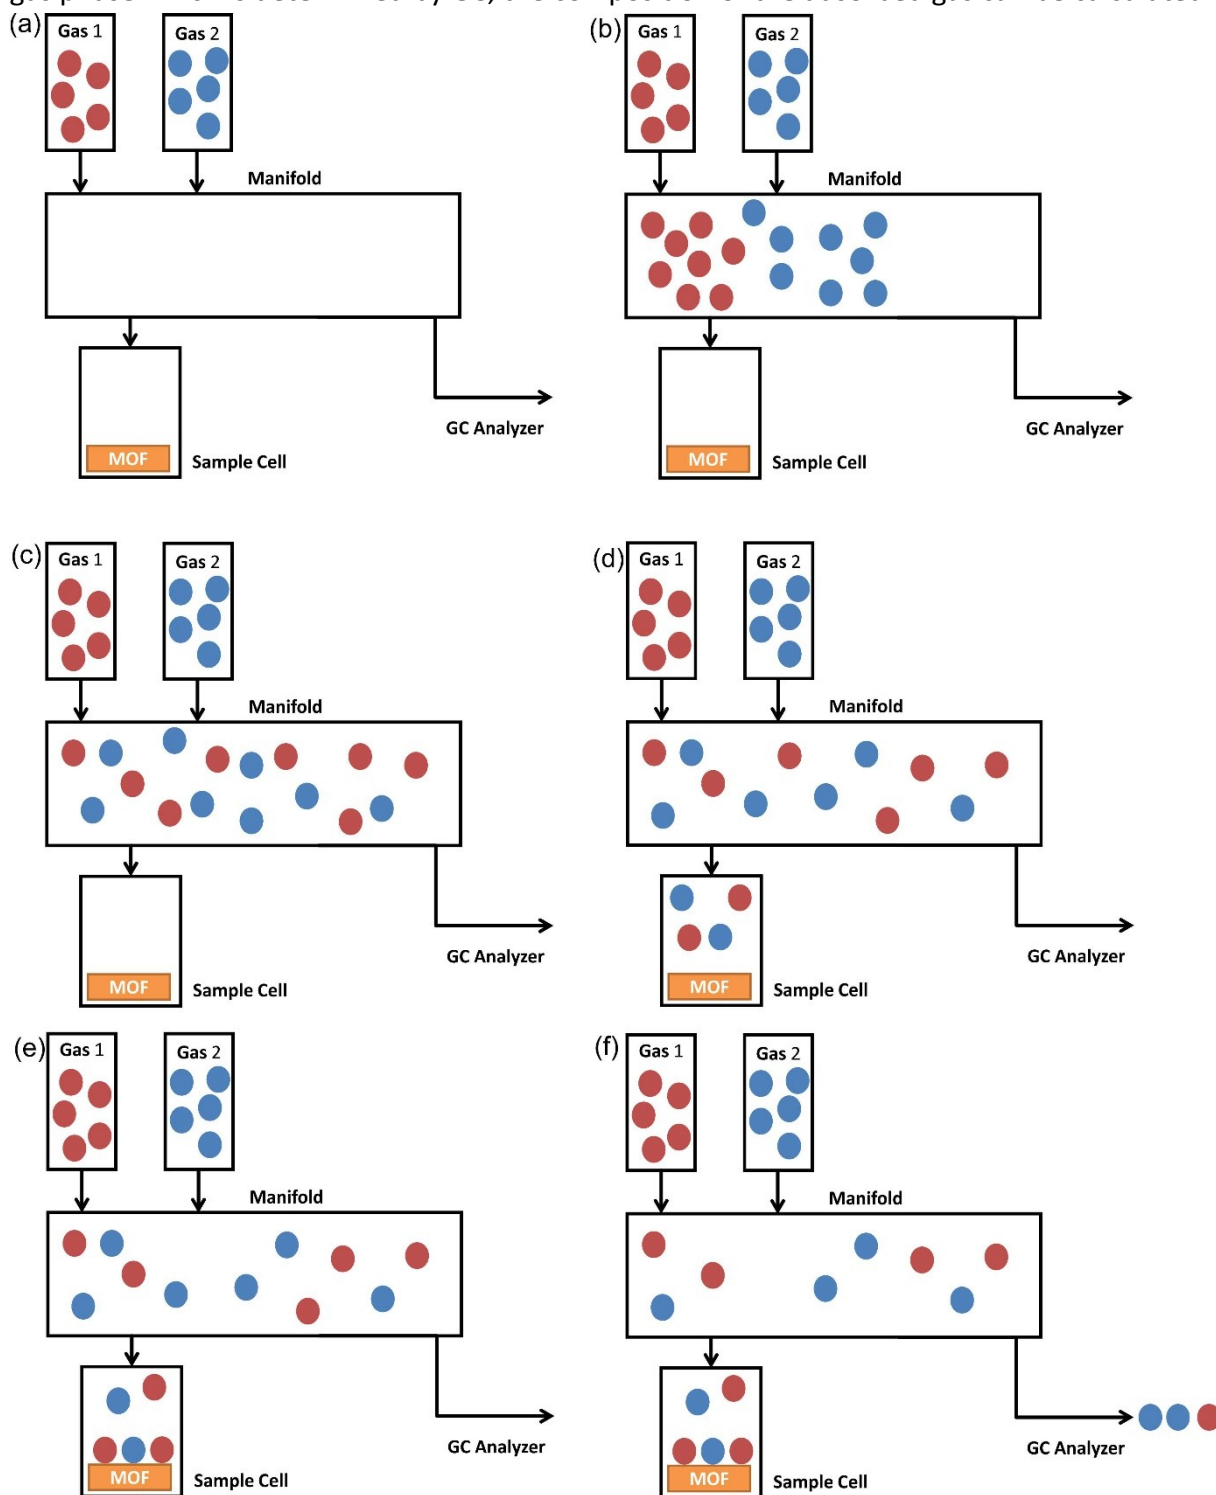 (a) Gas 1 Gas 2
Manifold
MOF Sample Cell
GC Analyzer
(b) Gas 1 Gas 2
Manifold
MOF Sample Cell
GC Analyzer
(c) Gas 1 Gas 2
Manifold
MOF Sample Cell
GC Analyzer
(d) Gas 1 Gas 2
Manifold
MOF Sample Cell
GC Analyzer
(e) Gas 1 Gas 2
Manifold
GC Analyzer
MOF Sample Cell
(f) Gas 1 Gas 2
Manifold
GC Analyzer
MOF Sample Cell